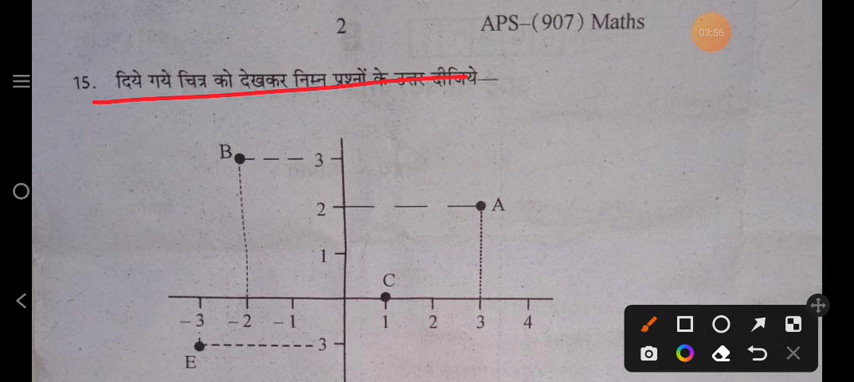 2
APS–(907) Maths
03:56
15. दिये गये चित्र को देखकर निम्न प्रश्नों के उत्तर दीजिये—
B
3
2
A
1
C
– 3 – 2 – 1 1 2 3 4
3
E